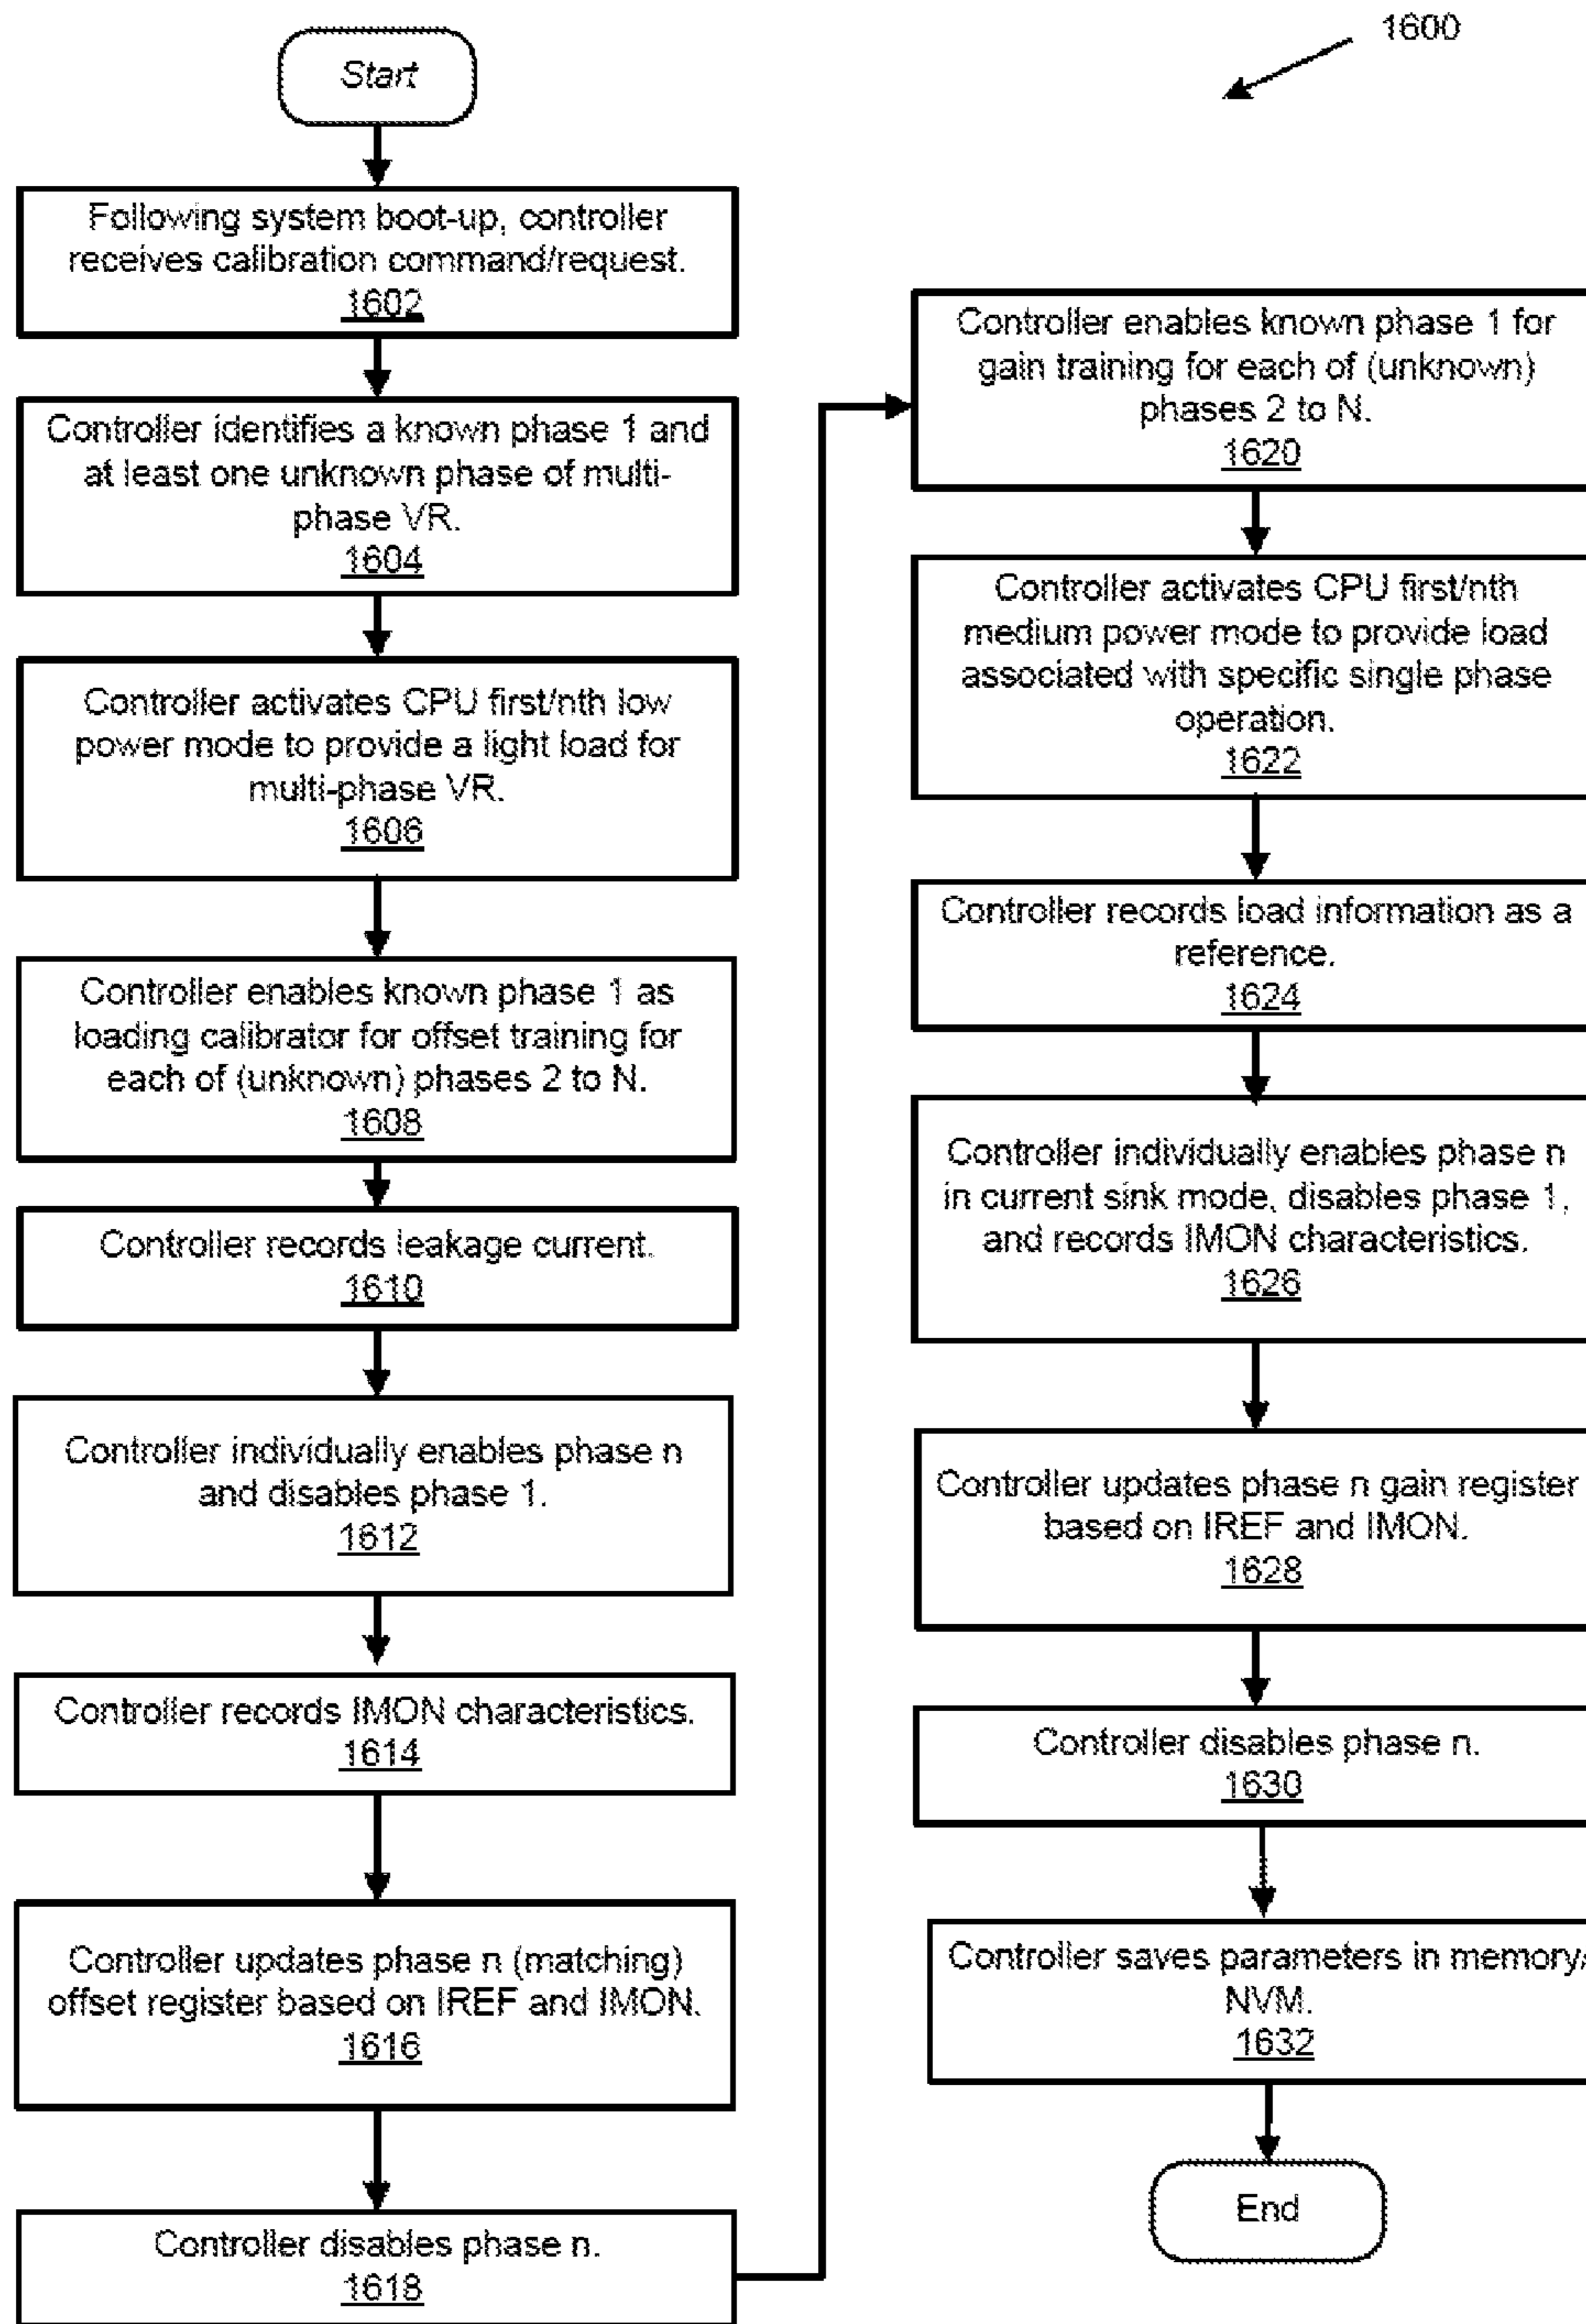 1600
Start
Following system boot-up, controller
receives calibration command/request.
1602
Controller identifies a known phase 1 and
at least one unknown phase of multi-
phase VR.
1604
Controller activates CPU first/nth low
power mode to provide a light load for
multi-phase VR.
1606
Controller enables known phase 1 as
loading calibrator for offset training for
each of (unknown) phases 2 to N.
1608
Controller records leakage current.
1610
Controller individually enables phase n
and disables phase 1.
1612
Controller records IMON characteristics.
1614
Controller updates phase n (matching)
offset register based on IREF and IMON.
1616
Controller disables phase n.
1618
Controller enables known phase 1 for
gain training for each of (unknown)
phases 2 to N.
1620
Controller activates CPU first/nth
medium power mode to provide load
associated with specific single phase
operation.
1622
Controller records load information as a
reference.
1624
Controller individually enables phase n
in current sink mode, disables phase 1,
and records IMON characteristics.
1626
Controller updates phase n gain register
based on IREF and IMON.
1628
Controller disables phase n.
1630
Controller saves parameters in memory/
NVM.
1632
End